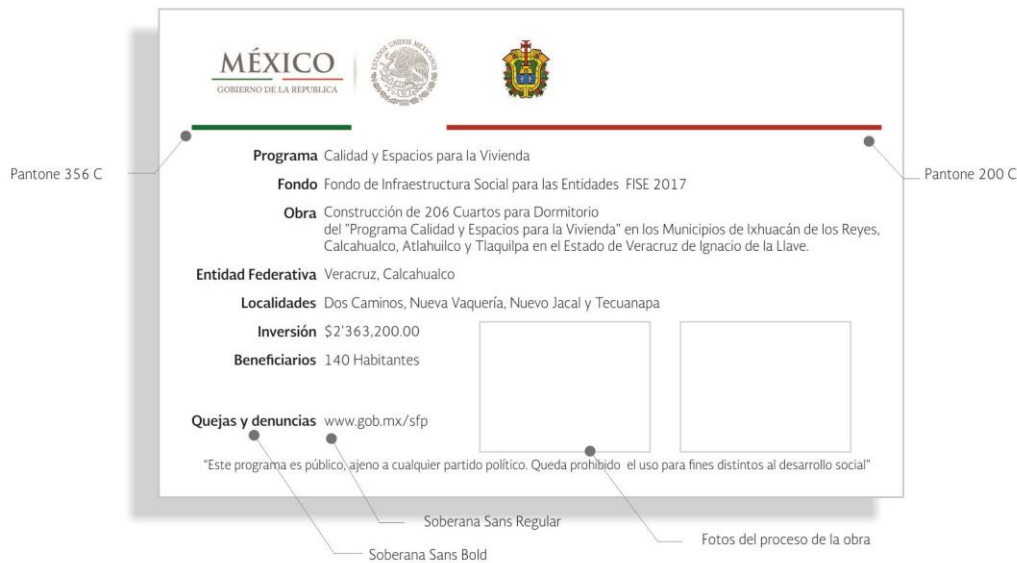 MÉXICO
GOBIERNO DE LA REPUBLICA
ESTADOS UNIDOS MEXICANOS
Pantone 356 C
Pantone 200 C
Programa Calidad y Espacios para la Vivienda
Fondo Fondo de Infraestructura Social para las Entidades FISE 2017
Obra Construcción de 206 Cuartos para Dormitorio
del "Programa Calidad y Espacios para la Vivienda" en los Municipios de Ixhuacán de los Reyes,
Calcahualco, Atlahuilco y Tlaquilpa en el Estado de Veracruz de Ignacio de la Llave.
Entidad Federativa Veracruz, Calcahualco
Localidades Dos Caminos, Nueva Vaquería, Nuevo Jacal y Tecuanapa
Inversión $2'363,200.00
Beneficiarios 140 Habitantes
Quejas y denuncias www.gob.mx/sfp
"Este programa es público, ajeno a cualquier partido político. Queda prohibido el uso para fines distintos al desarrollo social"
Soberana Sans Regular
Fotos del proceso de la obra
Soberana Sans Bold